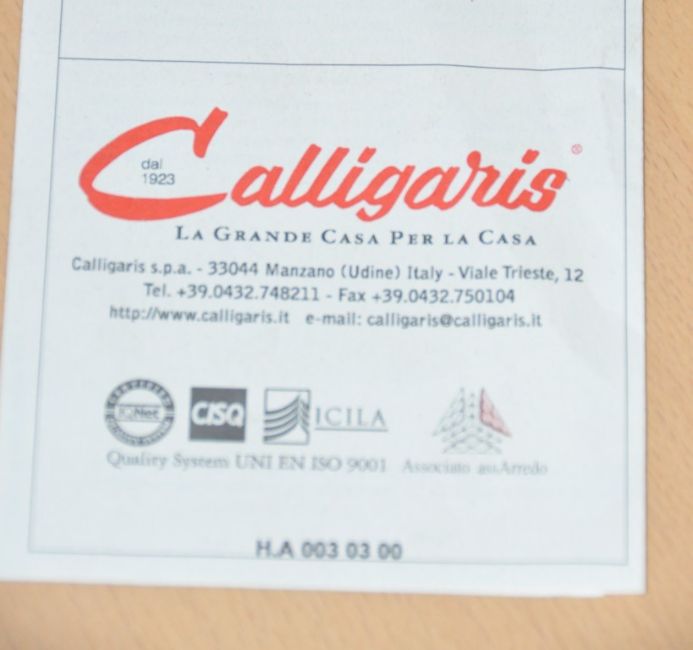 Calligaris®
dal
1923
LA GRANDE CASA PER LA CASA
Calligaris s.p.a. - 33044 Manzano (Udine) Italy - Viale Trieste, 12
Tel. +39.0432.748211 - Fax +39.0432.750104
http://www.calligaris.it e-mail: calligaris@calligaris.it
CERTIFIED
IQNet
CISQ
ICILA
Quality System UNI EN ISO 9001 Associato assArredo
H.A 003 03 00